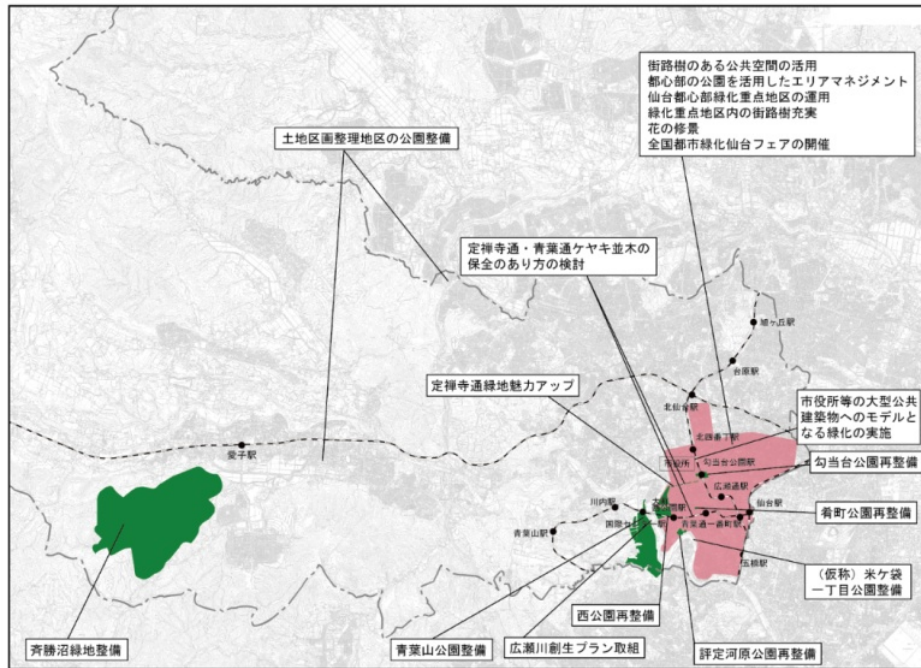 街路樹のある公共空間の活用
都心部の公園を活用したエリアマネジメント
仙台都心部緑化重点地区の運用
緑化重点地区内の街路樹充実
花の修景
全国都市緑化仙台フェアの開催
土地区画整理地区の公園整備
定禅寺通・青葉通ケヤキ並木の
保全のあり方の検討
旭ヶ丘駅
台原駅
定禅寺通緑地魅力アップ
北仙台駅
市役所等の大型公共
建築物へのモデルと
なる緑化の実施
北四番丁駅
市役所
勾当台公園駅
勾当台公園再整備
愛子駅
広瀬通駅
川内駅
仙台駅
肴町公園再整備
青葉山駅
青葉通一番町駅
五橋駅
（仮称）米ケ袋
一丁目公園整備
西公園再整備
斉勝沼緑地整備
青葉山公園整備
広瀬川創生プラン取組
評定河原公園再整備